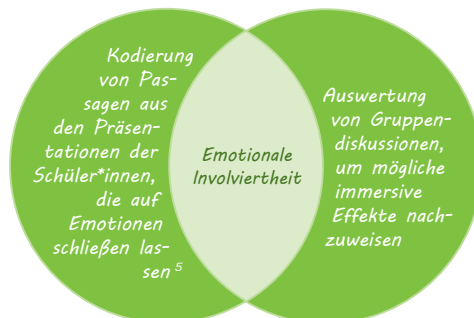 Kodierung
von Pas-
sagen aus
den Präsen-
tationen der
Schüler*innen,
die auf
Emotionen
schließen las-
sen 5
Emotionale
Involviertheit
Auswertung
von Gruppen-
diskussionen,
um mögliche
immersive
Effekte nach-
zuweisen